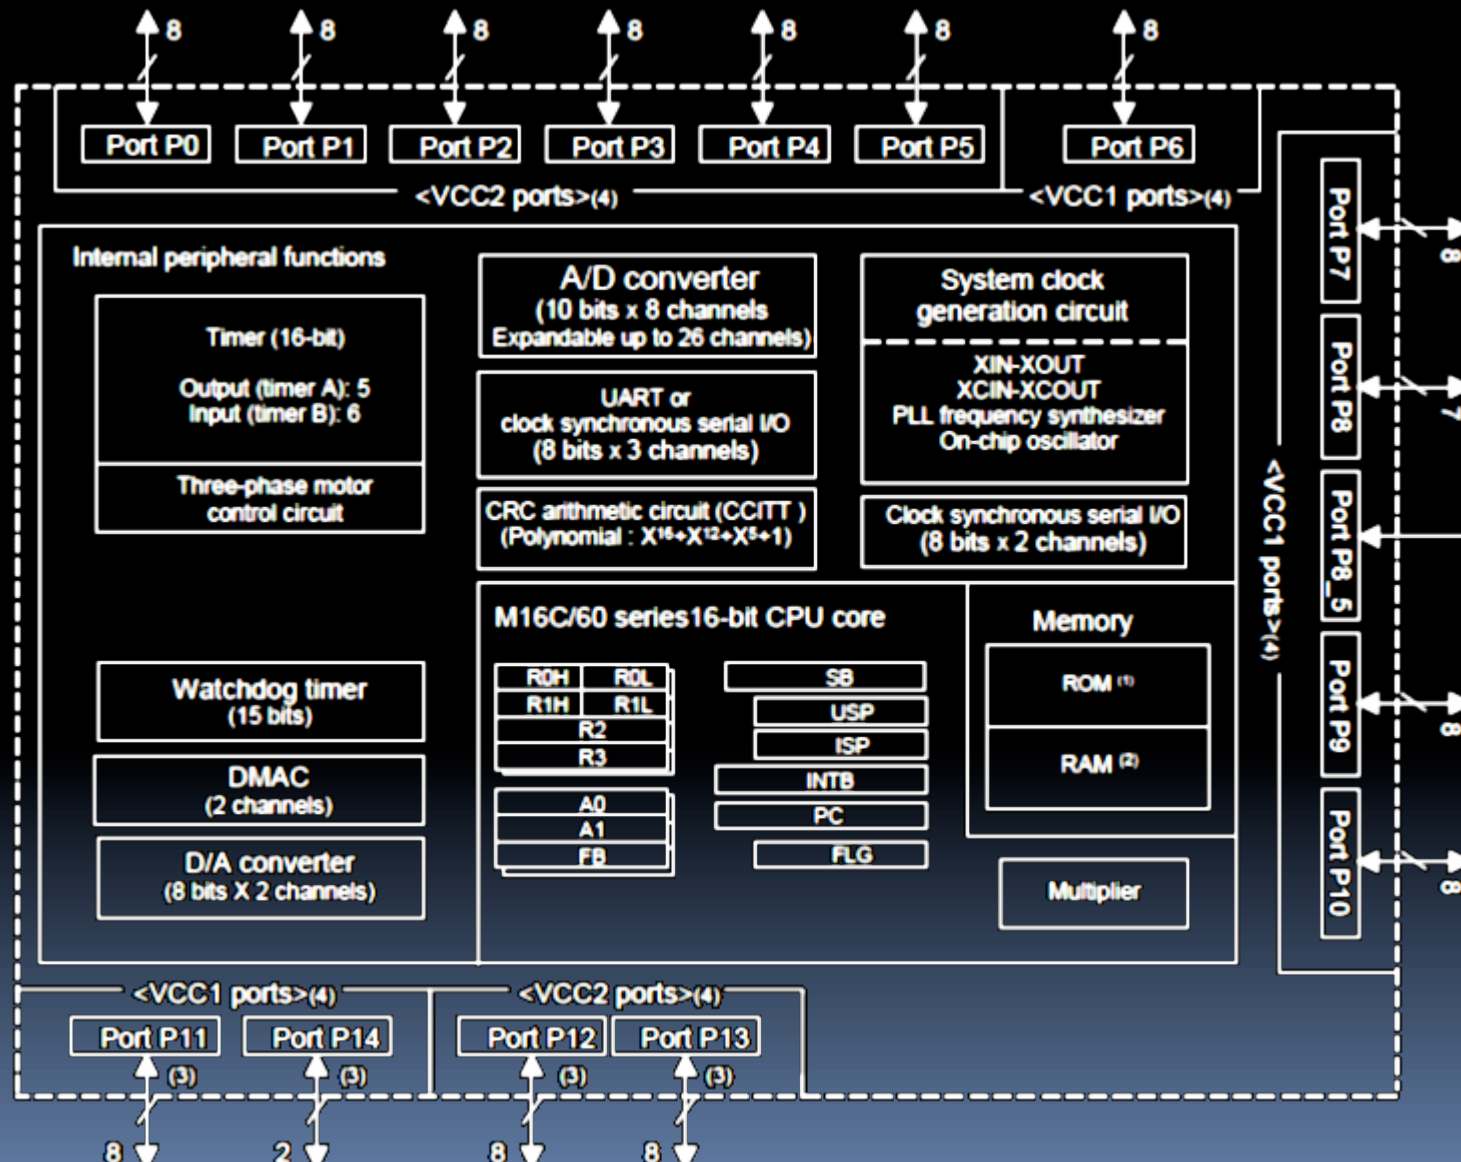 8 8 8 8 8 8 8
Port P0 Port P1 Port P2 Port P3 Port P4 Port P5 Port P6
<VCC2 ports>(4) <VCC1 ports>(4)
Internal peripheral functions
Timer (16-bit)
Output (timer A): 5
Input (timer B): 6
Three-phase motor
control circuit
Watchdog timer
(15 bits)
DMAC
(2 channels)
D/A converter
(8 bits X 2 channels)
A/D converter
(10 bits x 8 channels
Expandable up to 26 channels)
UART or
clock synchronous serial I/O
(8 bits x 3 channels)
CRC arithmetic circuit (CCITT )
(Polynomial : X¹⁶+X¹²+X⁵+1)
System clock
generation circuit
XIN-XOUT
XCIN-XCOUT
PLL frequency synthesizer
On-chip oscillator
Clock synchronous serial I/O
(8 bits x 2 channels)
M16C/60 series16-bit CPU core
R0H R0L
R1H R1L
R2
R3
A0
A1
FB
SB
USP
ISP
INTB
PC
FLG
Memory
ROM (1)
RAM (2)
Multiplier
<VCC1 ports>(4)
Port P7
8
Port P8
7
Port P8_5
Port P9
8
Port P10
8
<VCC1 ports>(4) <VCC2 ports>(4)
Port P11 Port P14 Port P12 Port P13
(3) (3) (3) (3)
8 2 8 8